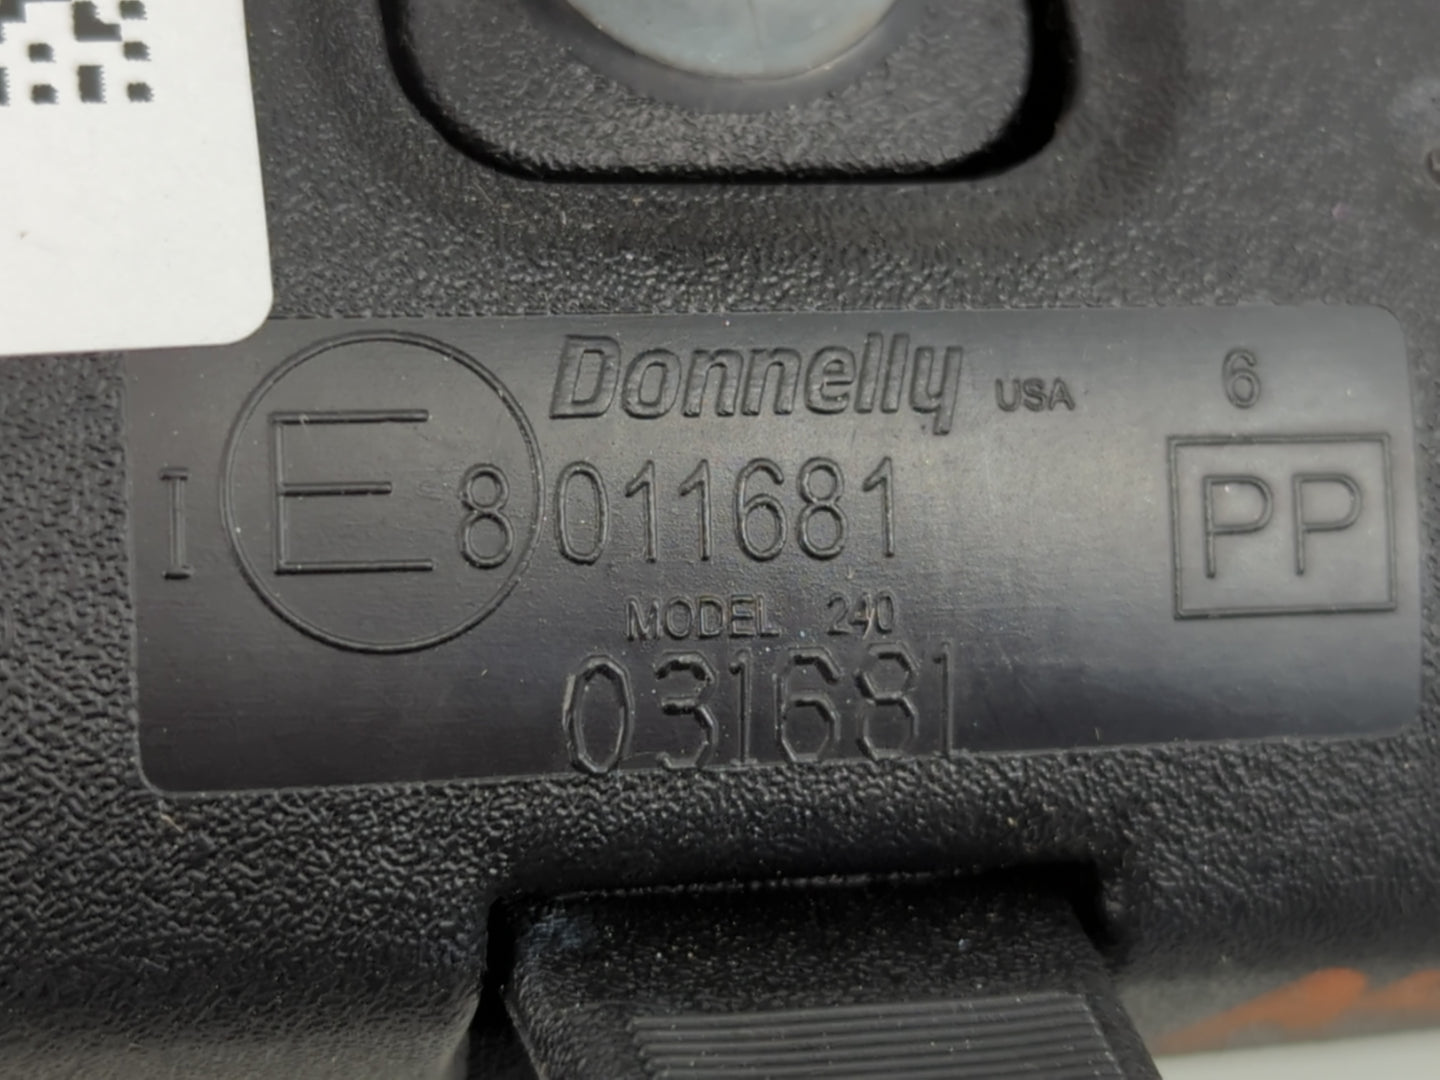 Donnelly USA 6
I E 8 011681 PP
MODEL 240
031681